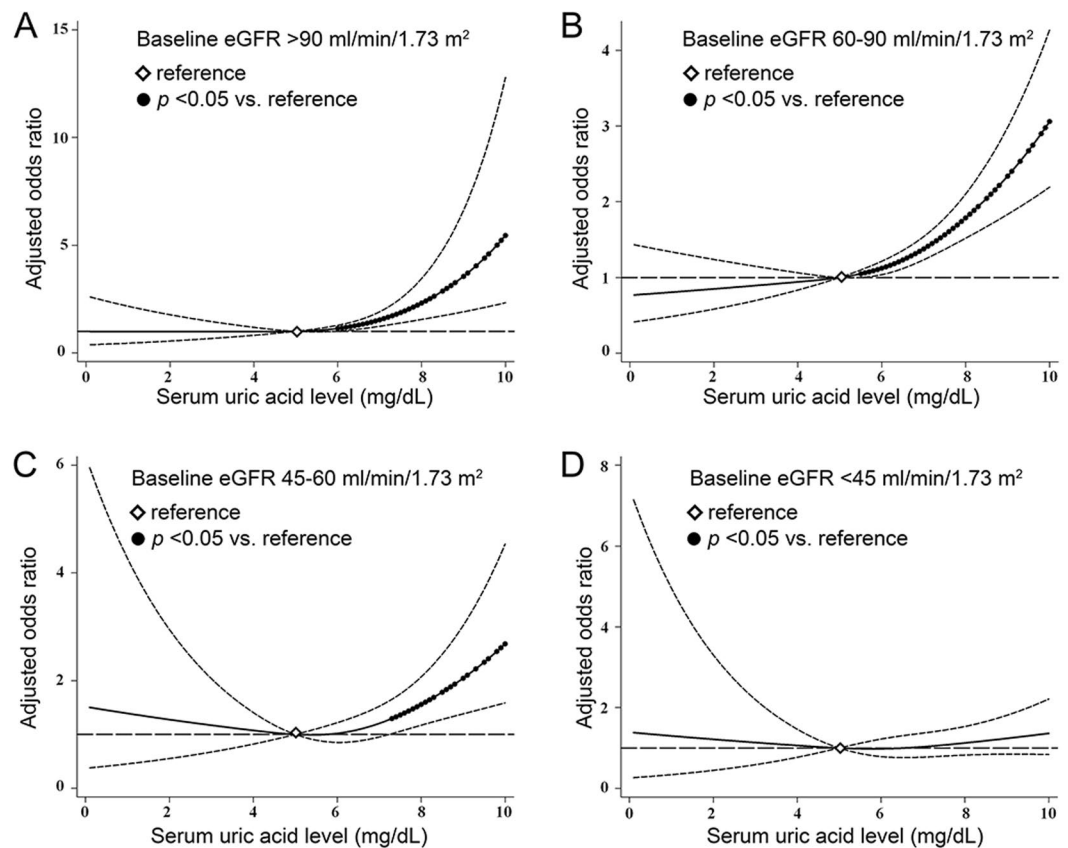 A
Baseline eGFR >90 ml/min/1.73 m²
reference
p <0.05 vs. reference
Adjusted odds ratio
15
10
5
0
0 2 4 6 8 10
Serum uric acid level (mg/dL)
B
Baseline eGFR 60-90 ml/min/1.73 m²
reference
p <0.05 vs. reference
Adjusted odds ratio
4
3
2
1
0
0 2 4 6 8 10
Serum uric acid level (mg/dL)
C
Baseline eGFR 45-60 ml/min/1.73 m²
reference
p <0.05 vs. reference
Adjusted odds ratio
6
4
2
0
0 2 4 6 8 10
Serum uric acid level (mg/dL)
D
Baseline eGFR <45 ml/min/1.73 m²
reference
p <0.05 vs. reference
Adjusted odds ratio
8
6
4
2
0
0 2 4 6 8 10
Serum uric acid level (mg/dL)